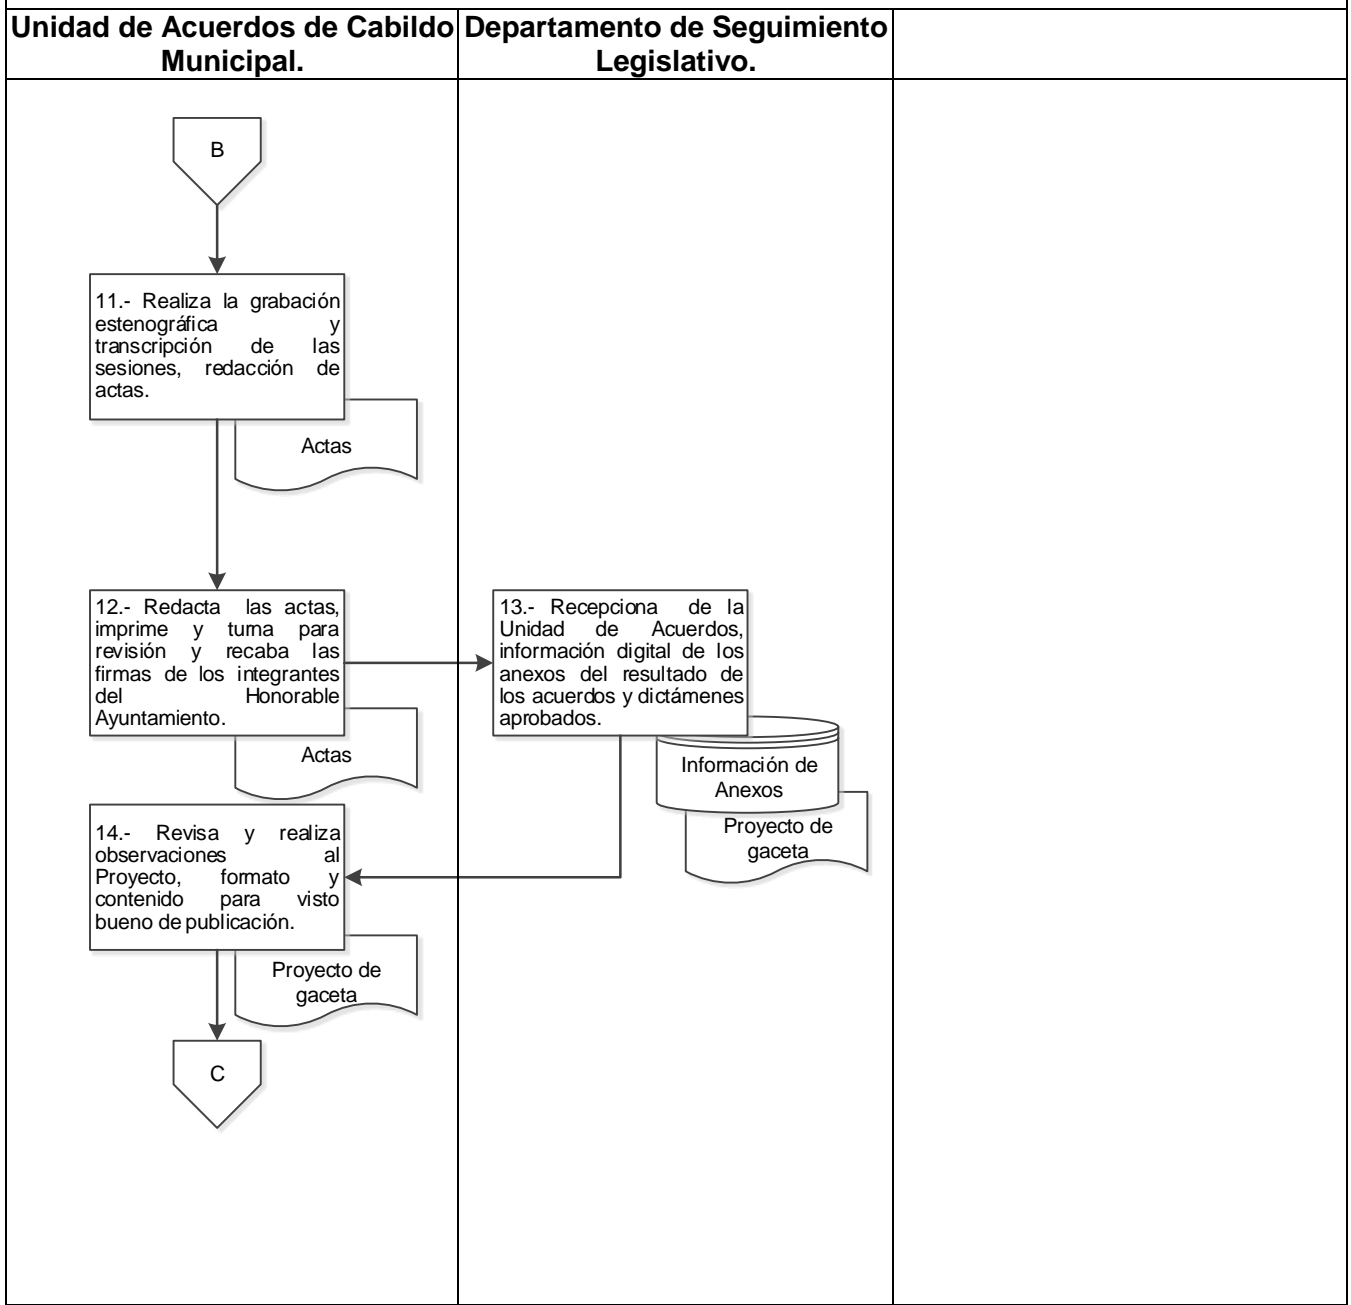 Unidad de Acuerdos de Cabildo
Municipal.
Departamento de Seguimiento
Legislativo.
B
11.- Realiza la grabación
estenográfica y
transcripción de las
sesiones, redacción de
actas.
Actas
12.- Redacta las actas,
imprime y turna para
revisión y recaba las
firmas de los integrantes
del Honorable
Ayuntamiento.
Actas
13.- Recepciona de la
Unidad de Acuerdos,
información digital de los
anexos del resultado de
los acuerdos y dictámenes
aprobados.
Información de
Anexos
Proyecto de
gaceta
14.- Revisa y realiza
observaciones al
Proyecto, formato y
contenido para visto
bueno de publicación.
Proyecto de
gaceta
C